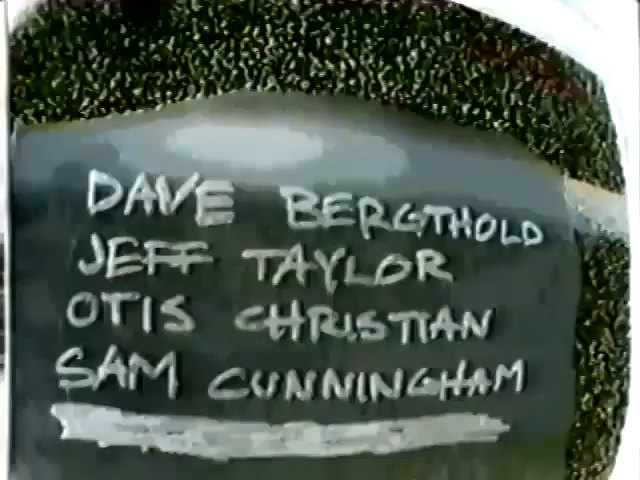 DAVE BERGTHOLD
JEFF TAYLOR
OTIS CHRISTIAN
SAM CUNNINGHAM